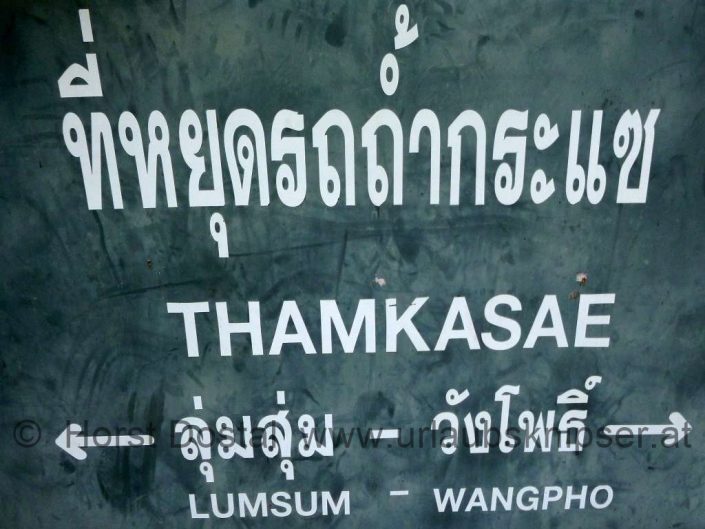 ที่หยุดรถถ้ำกระแซ
THAMKASAE
← ลุ่มสุ่ม - วังโพธิ์ →
LUMSUM - WANGPHO
© Horst Dostal www.urlaubsknipser.at